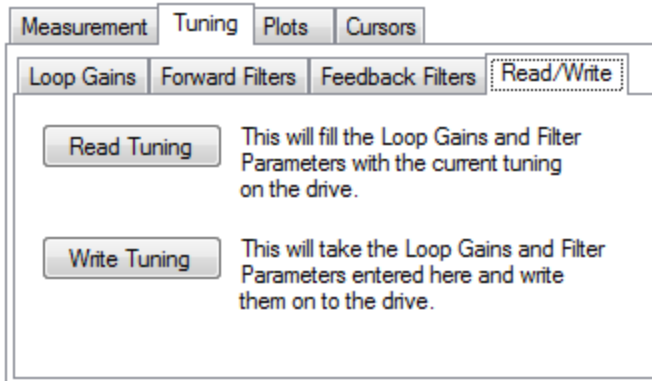 Measurement Tuning Plots Cursors
Loop Gains Forward Filters Feedback Filters Read/Write
Read Tuning
This will fill the Loop Gains and Filter
Parameters with the current tuning
on the drive.
Write Tuning
This will take the Loop Gains and Filter
Parameters entered here and write
them on to the drive.